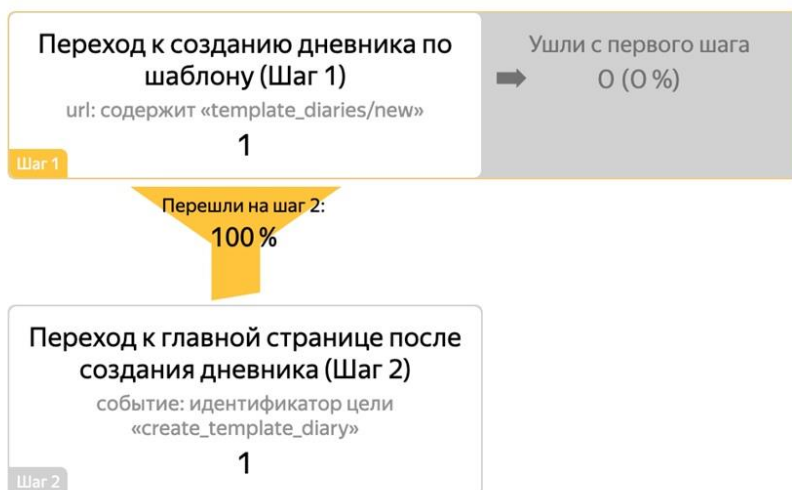 Переход к созданию дневника по
шаблону (Шаг 1)
url: содержит «template_diaries/new»
1
Шаг 1
Ушли с первого шага
0 (0 %)
Перешли на шаг 2:
100 %
Переход к главной странице после
создания дневника (Шаг 2)
событие: идентификатор цели
«create_template_diary»
1
Шаг 2